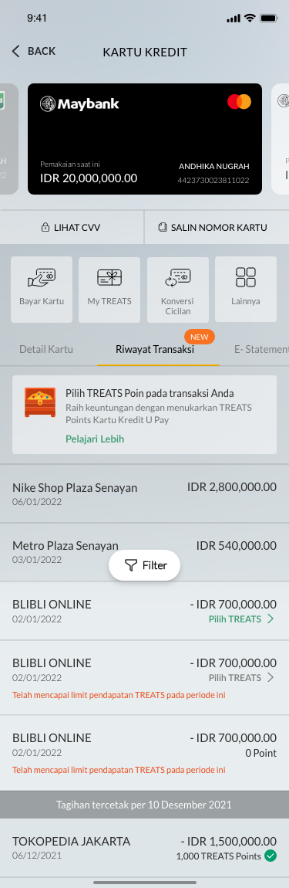 9:41
BACK
KARTU KREDIT
Maybank
Pemakaian saat ini
IDR 20,000,000.00
ANDHIKA NUGRAH
4423730023811022
LIHAT CVV
SALIN NOMOR KARTU
Bayar Kartu
My TREATS
Konversi
Cicilan
Lainnya
NEW
Detail Kartu
Riwayat Transaksi
E- Statement
Pilih TREATS Poin pada transaksi Anda
Raih keuntungan dengan menukarkan TREATS
Points Kartu Kredit U Pay
Pelajari Lebih
Nike Shop Plaza Senayan
IDR 2,800,000.00
06/01/2022
Metro Plaza Senayan
IDR 540,000.00
03/01/2022
Filter
BLIBLI ONLINE
- IDR 700,000.00
02/01/2022
Pilih TREATS
BLIBLI ONLINE
- IDR 700,000.00
02/01/2022
Pilih TREATS
Telah mencapai limit pendapatan TREATS pada periode ini
BLIBLI ONLINE
- IDR 700,000.00
02/01/2022
0 Point
Telah mencapai limit pendapatan TREATS pada periode ini
Tagihan tercetak per 10 Desember 2021
TOKOPEDIA JAKARTA
- IDR 1,500,000.00
06/12/2021
1,000 TREATS Points